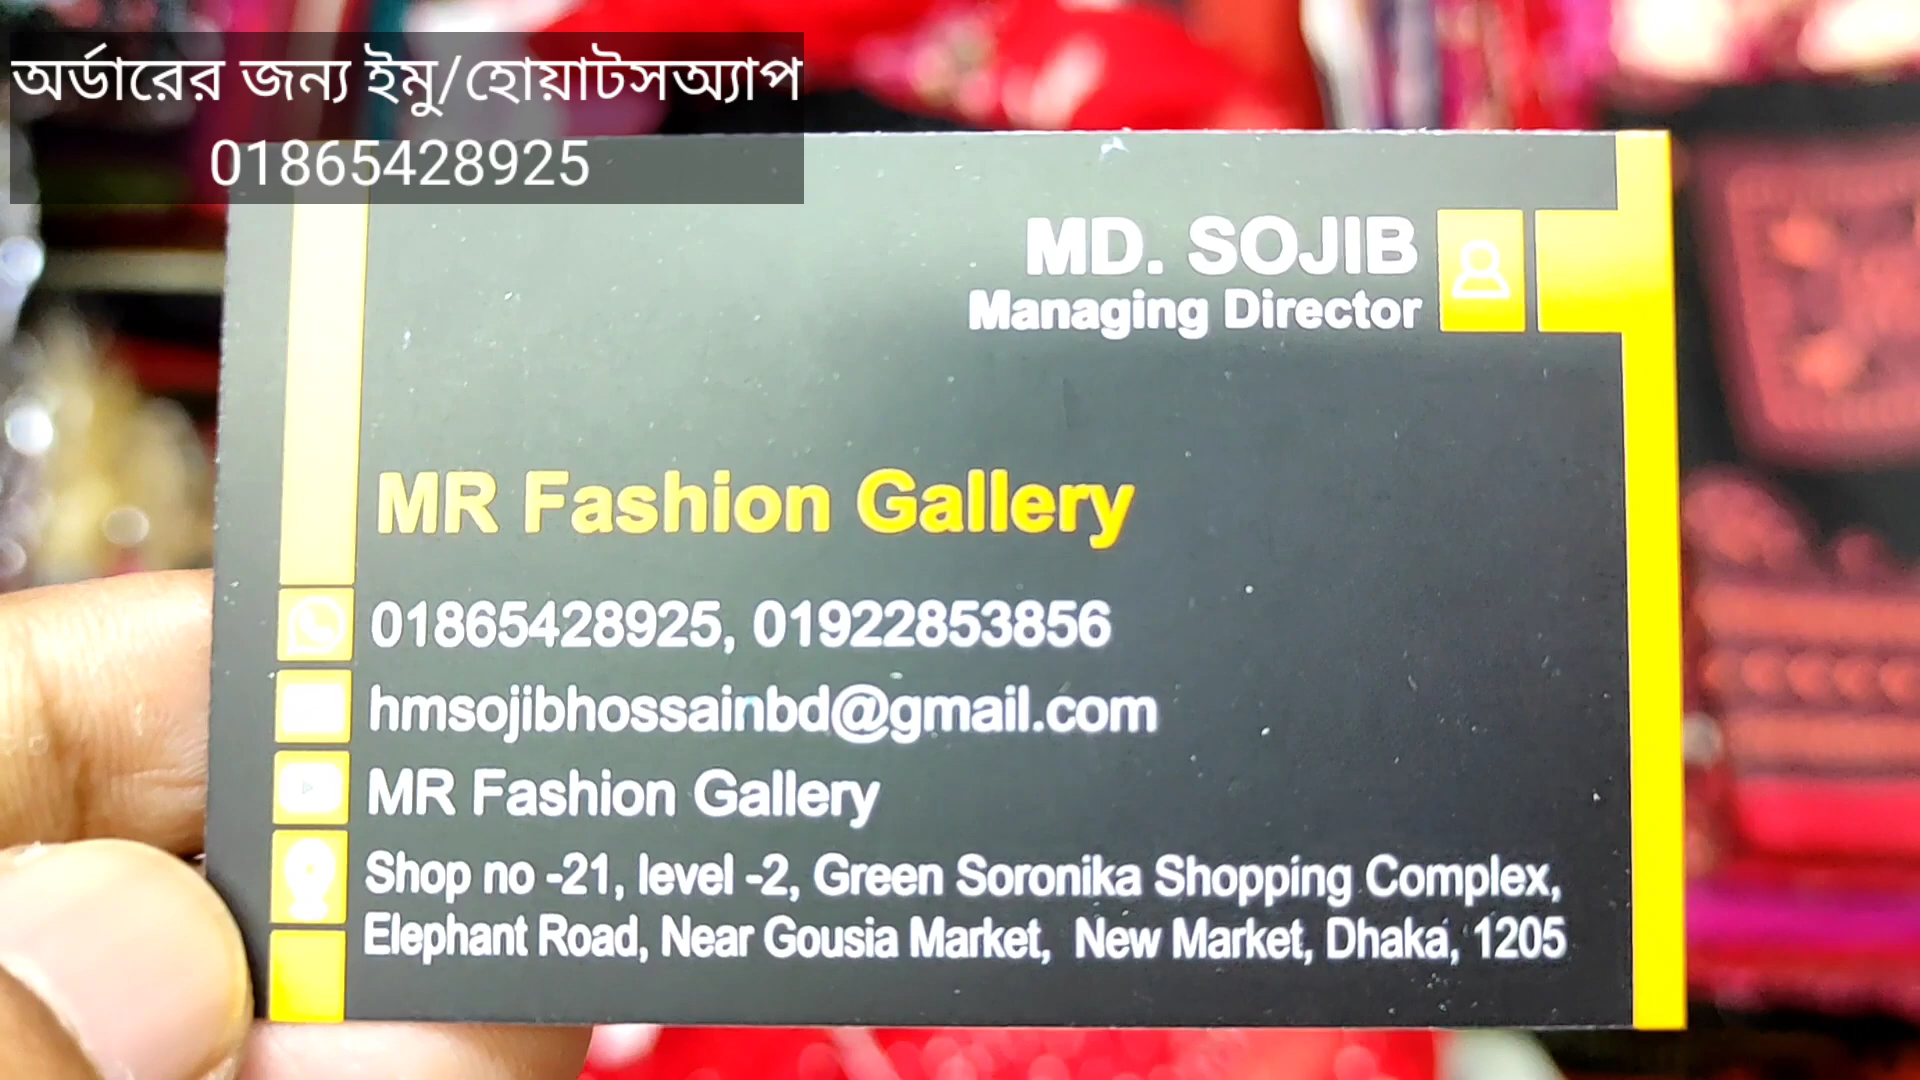 অর্ডারের জন্য ইমু/হোয়াটসঅ্যাপ
01865428925
MD. SOJIB
Managing Director
MR Fashion Gallery
01865428925, 01922853856
hmsojibhossainbd@gmail.com
MR Fashion Gallery
Shop no -21, level -2, Green Soronika Shopping Complex,
Elephant Road, Near Gousia Market, New Market, Dhaka, 1205